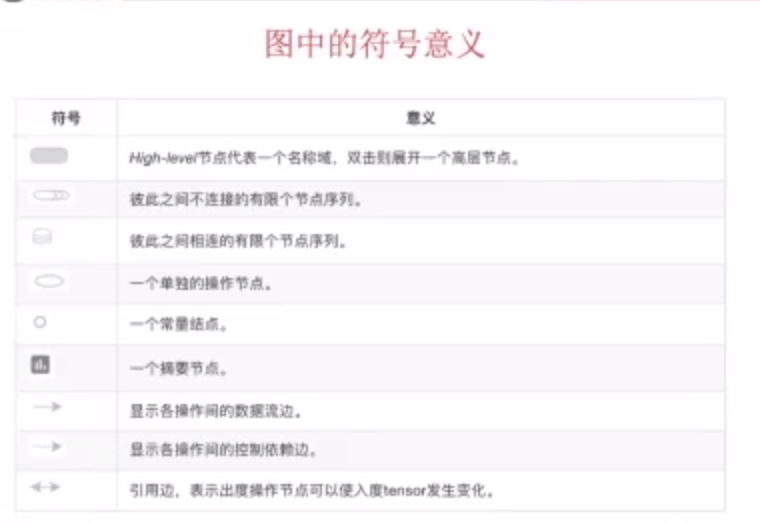 图中的符号意义
符号 意义
High-level节点代表一个名称域，双击则展开一个高层节点。
彼此之间不连接的有限个节点序列。
彼此之间相连的有限个节点序列。
一个单独的操作节点。
一个常量结点。
一个摘要节点。
显示各操作间的数据流边。
显示各操作间的控制依赖边。
引用边，表示出度操作节点可以使入度tensor发生变化。